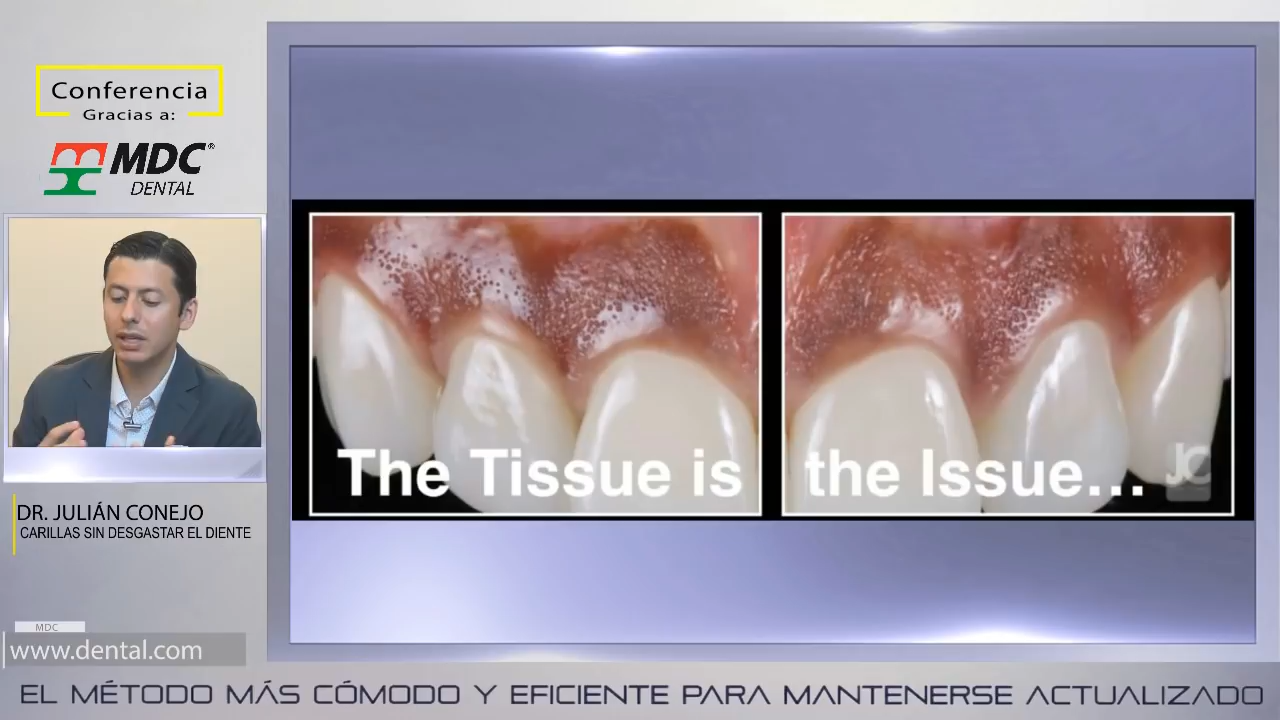 Conferencia
Gracias a:
MDC®
DENTAL
The Tissue is the Issue...
JC
DR. JULIÁN CONEJO
CARILLAS SIN DESGASTAR EL DIENTE
MDC
www.dental.com
EL MÉTODO MÁS CÓMODO Y EFICIENTE PARA MANTENERSE ACTUALIZADO